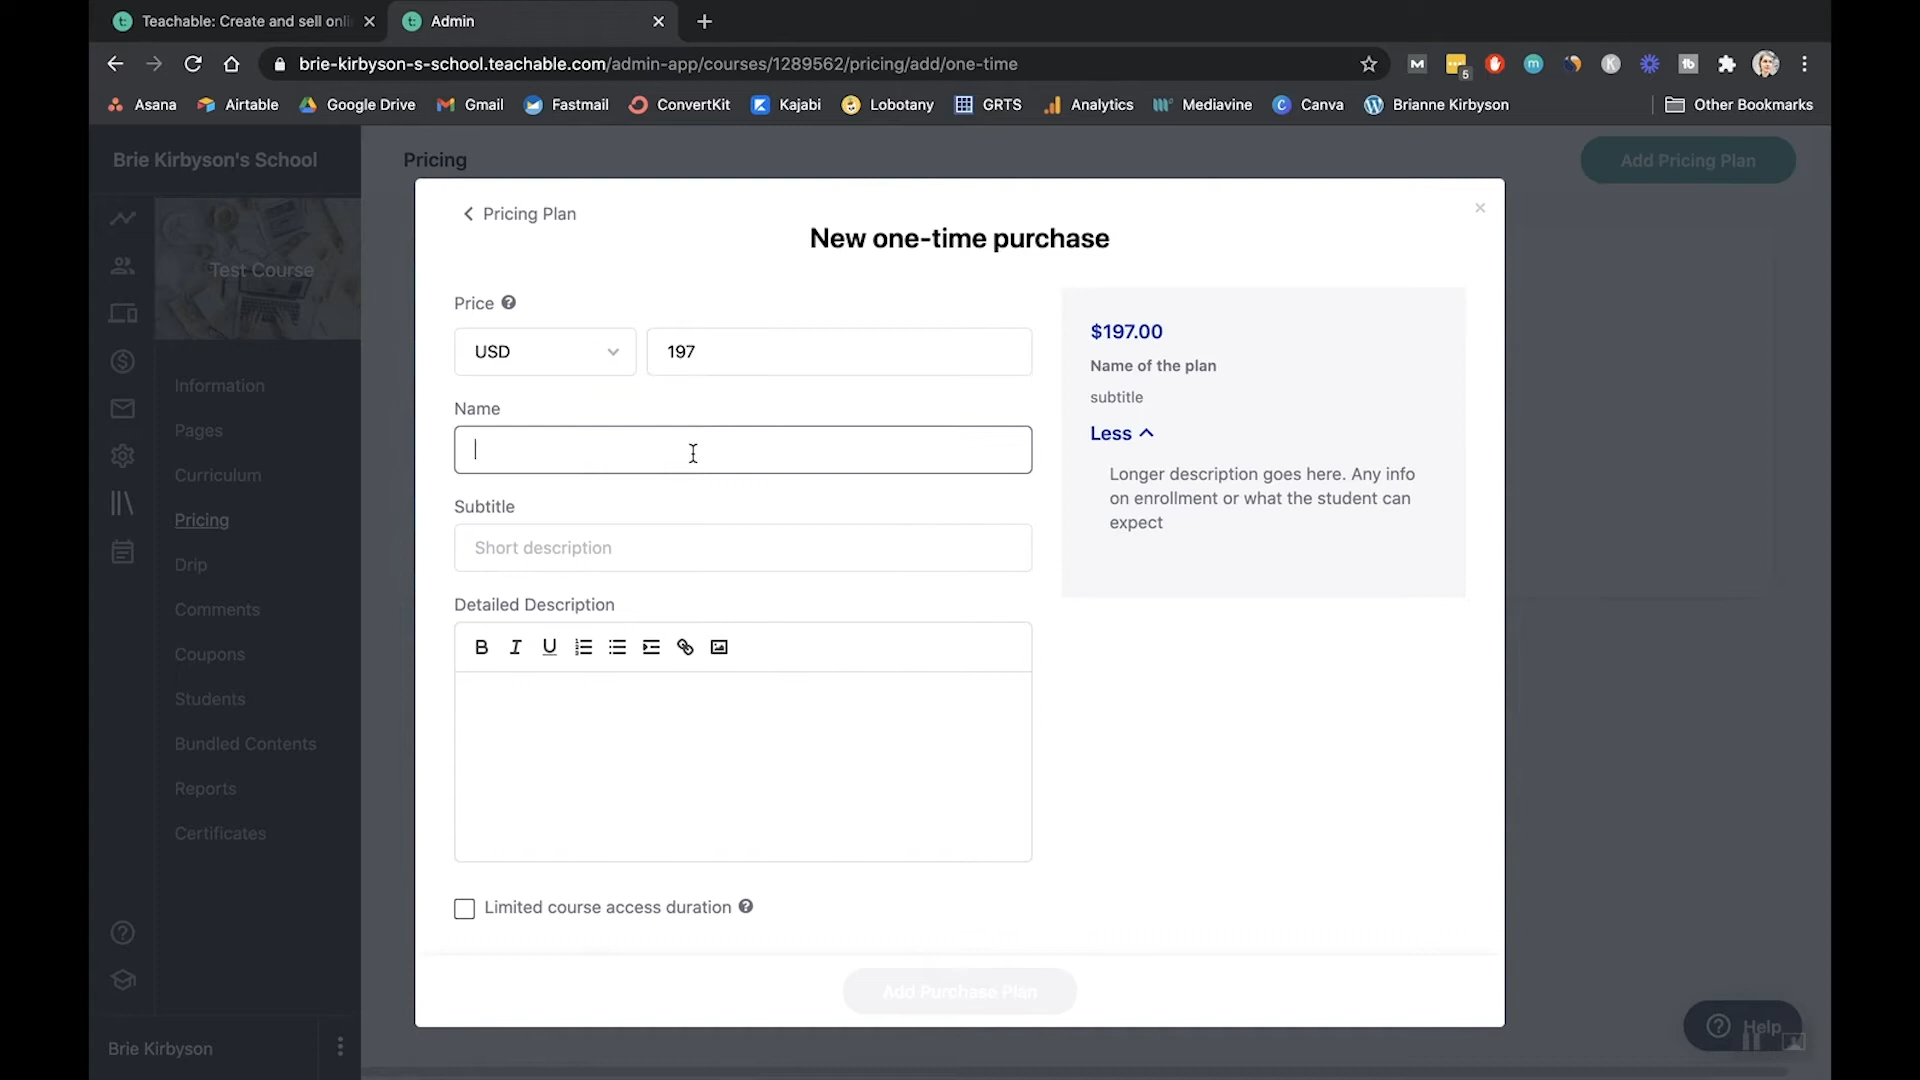 Teachable: Create and sell onli
Admin
brie-kirbyson-s-school.teachable.com/admin-app/courses/1289562/pricing/add/one-time
5
Asana
Airtable
Google Drive
Gmail
Fastmail
ConvertKit
Kajabi
Lobotany
GRTS
Analytics
Mediavine
Canva
Brianne Kirbyson
Other Bookmarks
Brie Kirbyson's School
Pricing
Add Pricing Plan
Test Course
Information
Pages
Curriculum
Pricing
Drip
Comments
Coupons
Students
Bundled Contents
Reports
Certificates
Brie Kirbyson
Pricing Plan
New one-time purchase
Price
USD
197
Name
Subtitle
Short description
Detailed Description
B I U
Limited course access duration
Add Purchase Plan
$197.00
Name of the plan
subtitle
Less
Longer description goes here. Any info
on enrollment or what the student can
expect
Help